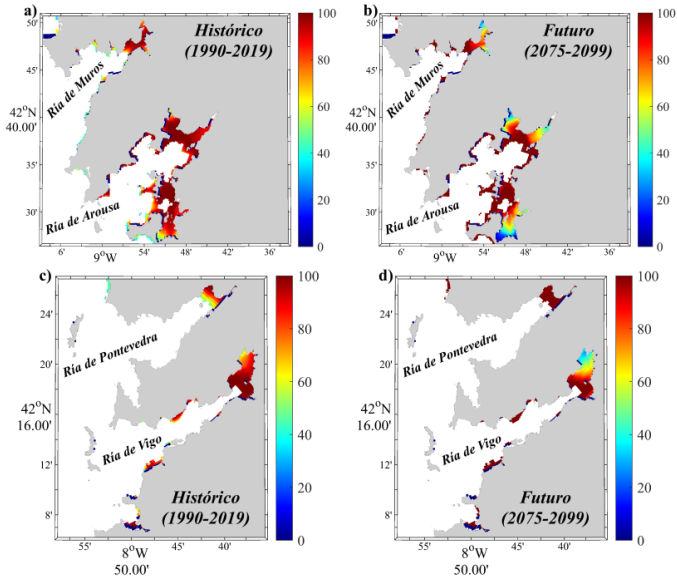 a)
Histórico
(1990-2019)
Ría de Muros
Ría de Arousa
50'
45'
42°N
40.00'
35'
30'
6'
9°W
54'
48'
42'
36'
100
80
60
40
20
0
b)
Futuro
(2075-2099)
Ría de Muros
Ría de Arousa
50'
45'
42°N
40.00'
35'
30'
6'
9°W
54'
48'
42'
36'
100
80
60
40
20
0
c)
Ría de Pontevedra
Ría de Vigo
Histórico
(1990-2019)
24'
20'
42°N
16.00'
12'
8'
55'
8°W
50.00'
45'
40'
100
80
60
40
20
0
d)
Ría de Pontevedra
Ría de Vigo
Futuro
(2075-2099)
24'
20'
42°N
16.00'
12'
8'
55'
8°W
50.00'
45'
40'
100
80
60
40
20
0